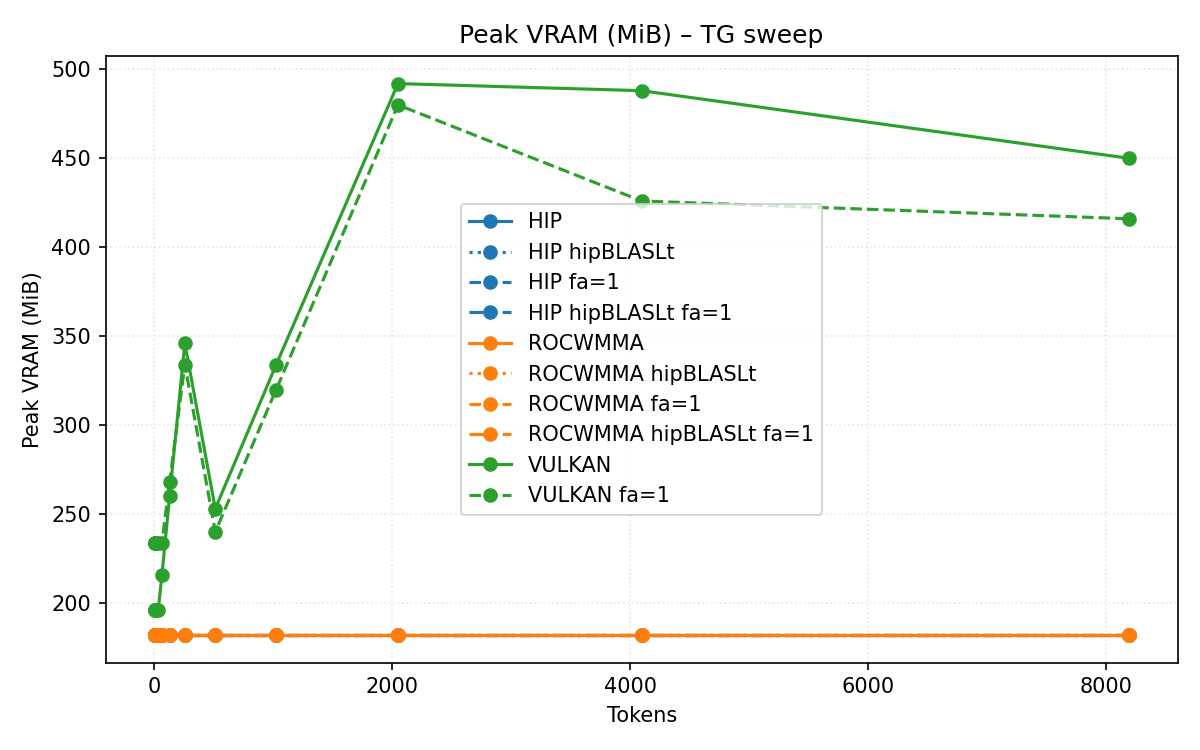 Peak VRAM (MiB) – TG sweep
Peak VRAM (MiB)
500
450
400
350
300
250
200
HIP
HIP hipBLASLt
HIP fa=1
HIP hipBLASLt fa=1
ROCWMMA
ROCWMMA hipBLASLt
ROCWMMA fa=1
ROCWMMA hipBLASLt fa=1
VULKAN
VULKAN fa=1
0 2000 4000 6000 8000
Tokens